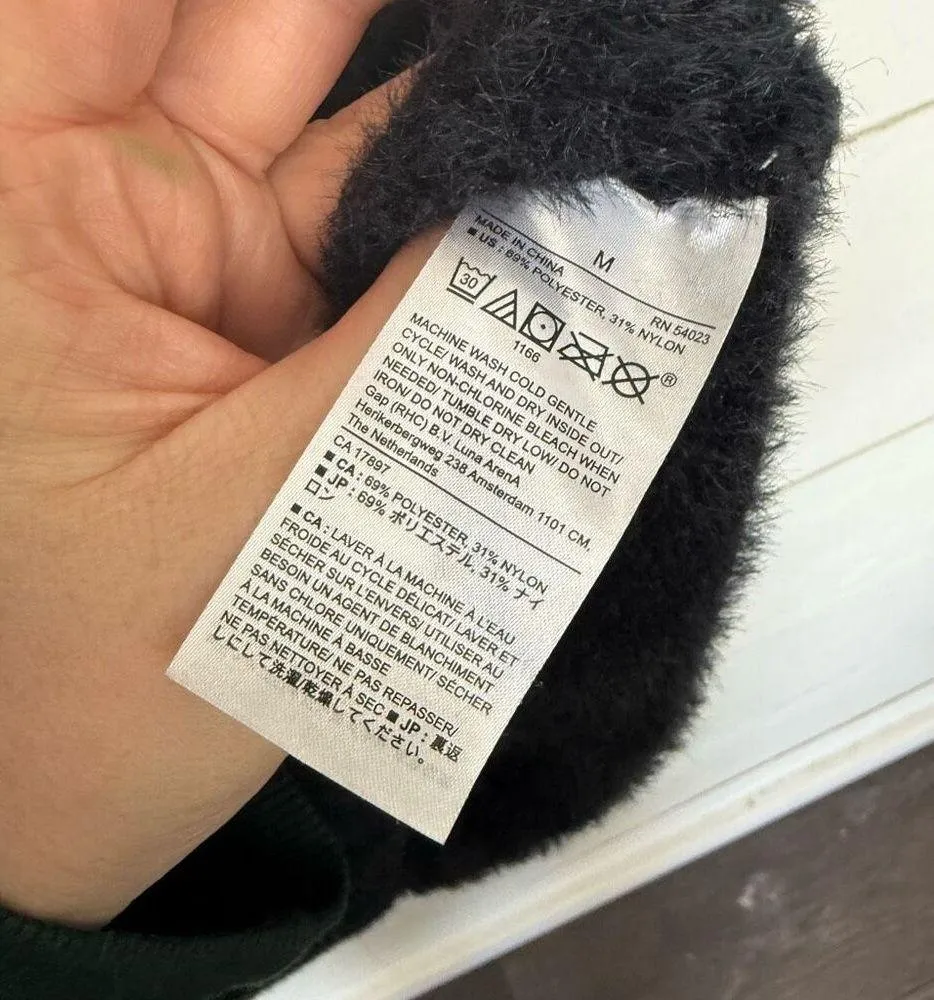 M
MADE IN CHINA RN 54023
■ US : 69% POLYESTER, 31% NYLON
30
®
1166
MACHINE WASH COLD GENTLE
CYCLE/ WASH AND DRY INSIDE OUT/
ONLY NON-CHLORINE BLEACH WHEN
NEEDED/ TUMBLE DRY LOW/ DO NOT
IRON/ DO NOT DRY CLEAN
Gap (RHC) B.V. Luna ArenA
Herikerbergweg 238 Amsterdam 1101 CM.
The Netherlands
CA 17897
■ CA : 69% POLYESTER, 31% NYLON
■ JP : 69% ポリエステル, 31% ナイ
ロン
■ CA : LAVER À LA MACHINE À L'EAU
FROIDE AU CYCLE DÉLICAT/ LAVER ET
SÉCHER SUR L'ENVERS/ UTILISER AU
BESOIN UN AGENT DE BLANCHIMENT
SANS CHLORE UNIQUEMENT/ SÉCHER
À LA MACHINE À BASSE
TEMPÉRATURE/ NE PAS REPASSER/
NE PAS NETTOYER À SEC ■ JP : 裏返
しにして洗濯/乾燥してください。